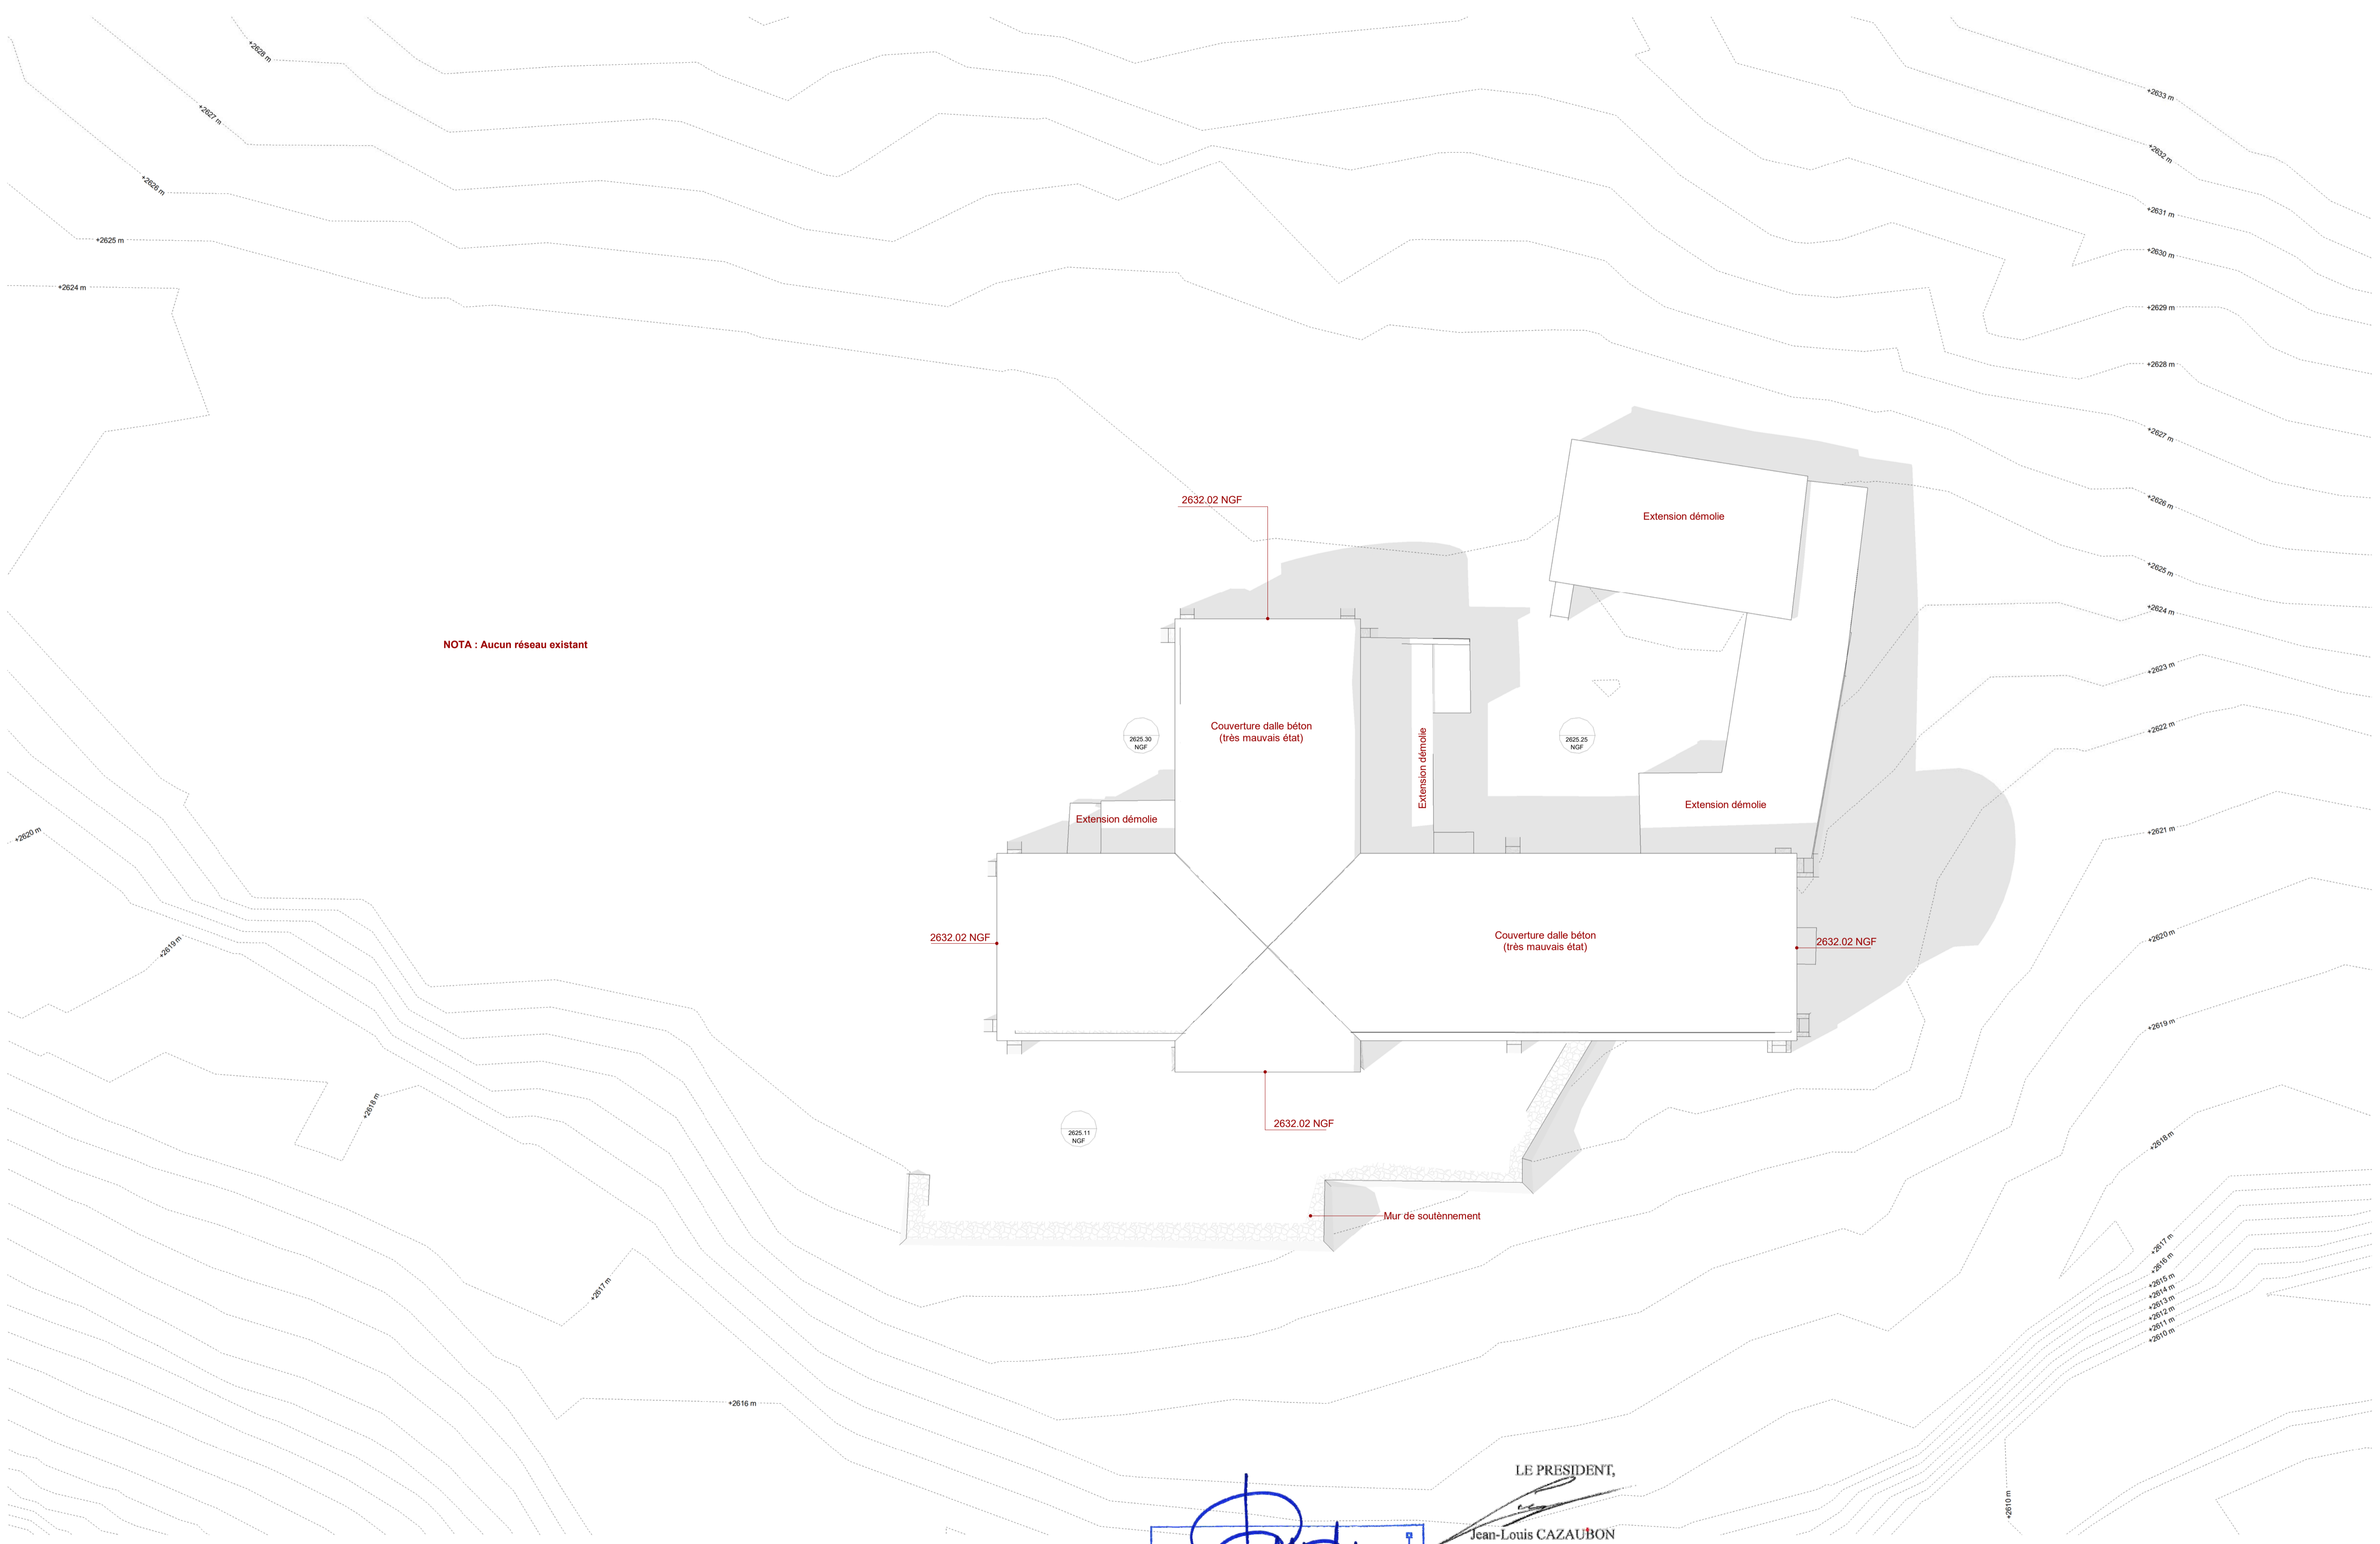 +2628 m
+2633 m
+2627 m
+2632 m
+2626 m
+2631 m
+2625 m
+2630 m
+2624 m
+2629 m
+2628 m
+2627 m
2632.02 NGF
+2626 m
Extension démolie
+2625 m
+2624 m
NOTA : Aucun réseau existant
+2623 m
Couverture dalle béton
(très mauvais état)
+2622 m
2625.30
NGF
2625.25
NGF
Extension démolie
Extension démolie
Extension démolie
+2620 m
+2621 m
2632.02 NGF
Couverture dalle béton
(très mauvais état)
2632.02 NGF
+2619 m
+2620 m
+2619 m
+2618 m
2632.02 NGF
2625.11
NGF
+2618 m
Mur de soutènnement
+2617 m
+2617 m
+2616 m
+2615 m
+2614 m
+2613 m
+2612 m
+2611 m
+2610 m
+2616 m
LE PRESIDENT,
+2610 m
Jean-Louis CAZAUBON